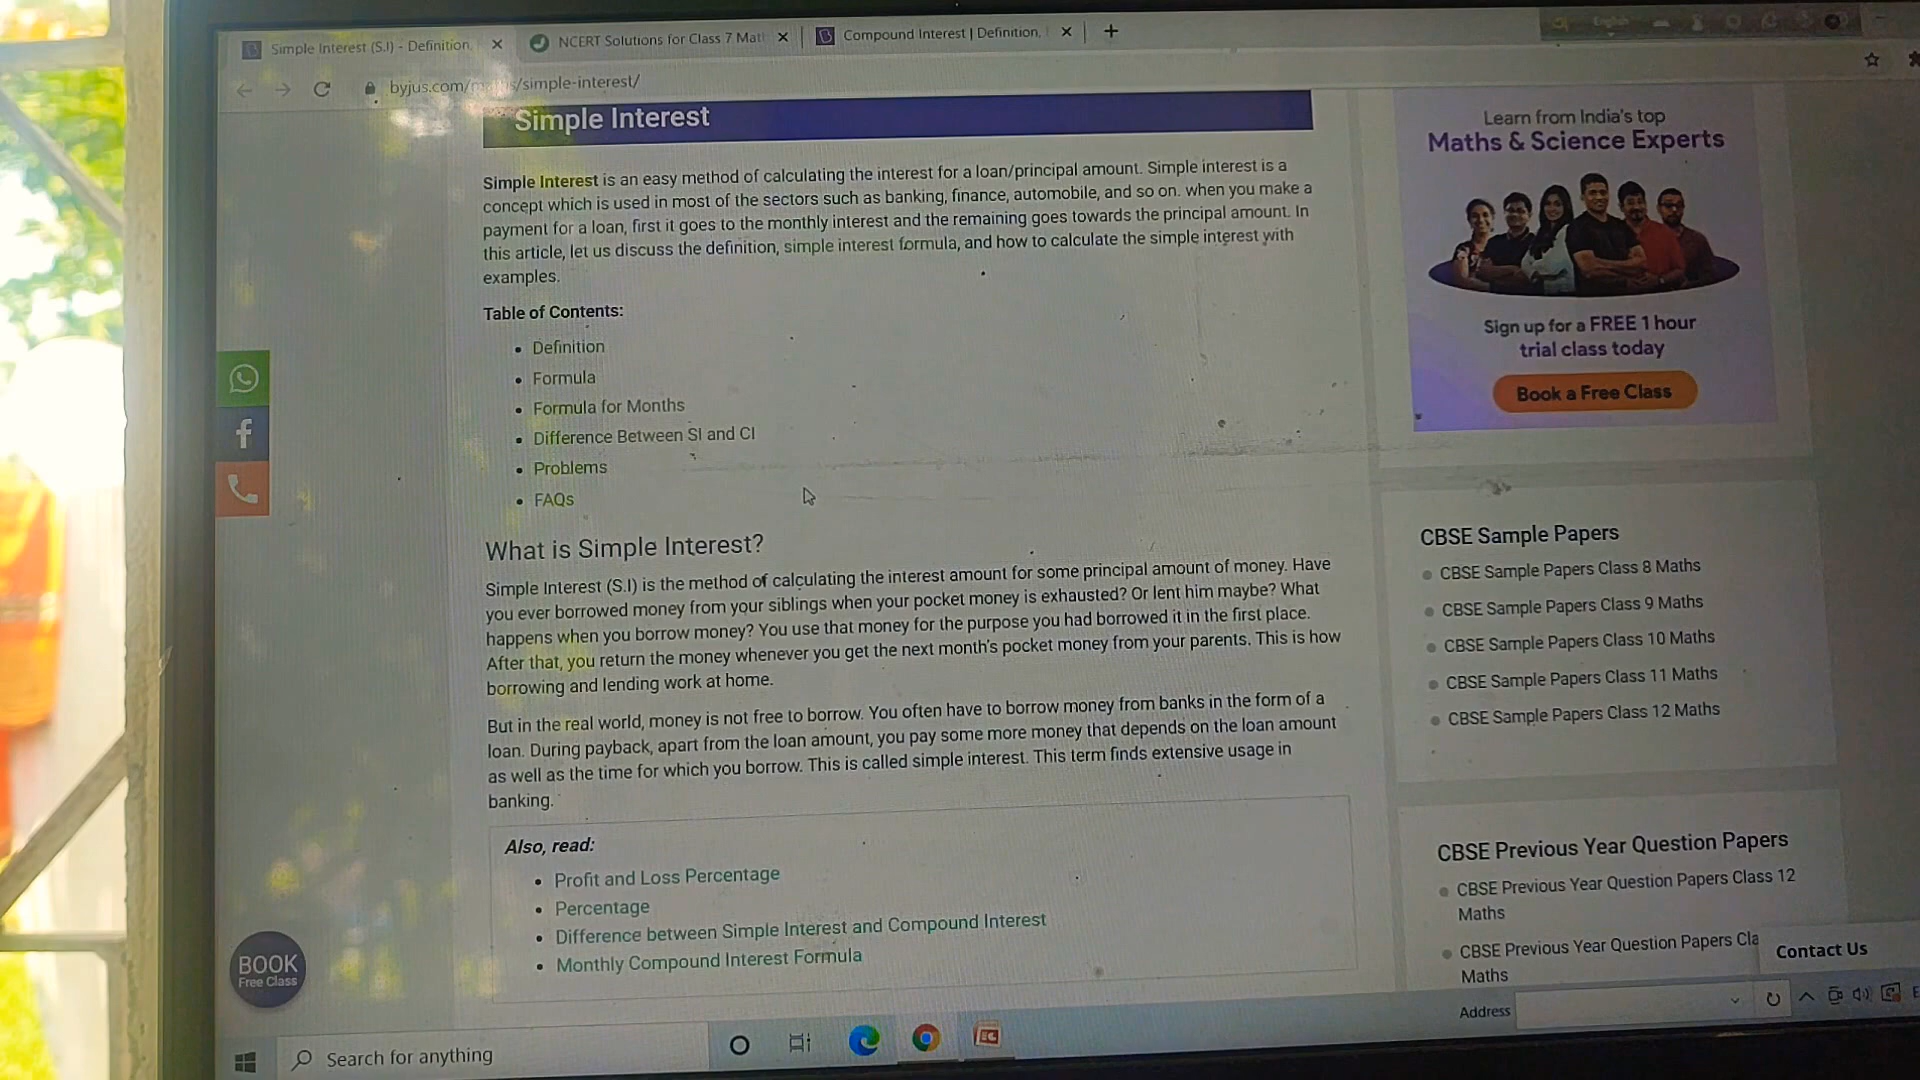 Simple Interest (S.I) - Definition,
NCERT Solutions for Class 7 Mat
Compound Interest | Definition,
byjus.com/maths/simple-interest/
English
Simple Interest
Simple Interest is an easy method of calculating the interest for a loan/principal amount. Simple interest is a
concept which is used in most of the sectors such as banking, finance, automobile, and so on. when you make a
payment for a loan, first it goes to the monthly interest and the remaining goes towards the principal amount. In
this article, let us discuss the definition, simple interest formula, and how to calculate the simple interest with
examples.
Table of Contents:
Definition
Formula
Formula for Months
Difference Between SI and CI
Problems
FAQs
What is Simple Interest?
Simple Interest (S.I) is the method of calculating the interest amount for some principal amount of money. Have
you ever borrowed money from your siblings when your pocket money is exhausted? Or lent him maybe? What
happens when you borrow money? You use that money for the purpose you had borrowed it in the first place.
After that, you return the money whenever you get the next month's pocket money from your parents. This is how
borrowing and lending work at home.
But in the real world, money is not free to borrow. You often have to borrow money from banks in the form of a
loan. During payback, apart from the loan amount, you pay some more money that depends on the loan amount
as well as the time for which you borrow. This is called simple interest. This term finds extensive usage in
banking.
Also, read:
Profit and Loss Percentage
Percentage
Difference between Simple Interest and Compound Interest
Monthly Compound Interest Formula
BOOK
Free Class
Learn from India's top
Maths & Science Experts
Sign up for a FREE 1 hour
trial class today
Book a Free Class
CBSE Sample Papers
CBSE Sample Papers Class 8 Maths
CBSE Sample Papers Class 9 Maths
CBSE Sample Papers Class 10 Maths
CBSE Sample Papers Class 11 Maths
CBSE Sample Papers Class 12 Maths
CBSE Previous Year Question Papers
CBSE Previous Year Question Papers Class 12
Maths
CBSE Previous Year Question Papers Cla
Maths
Contact Us
Address
Search for anything